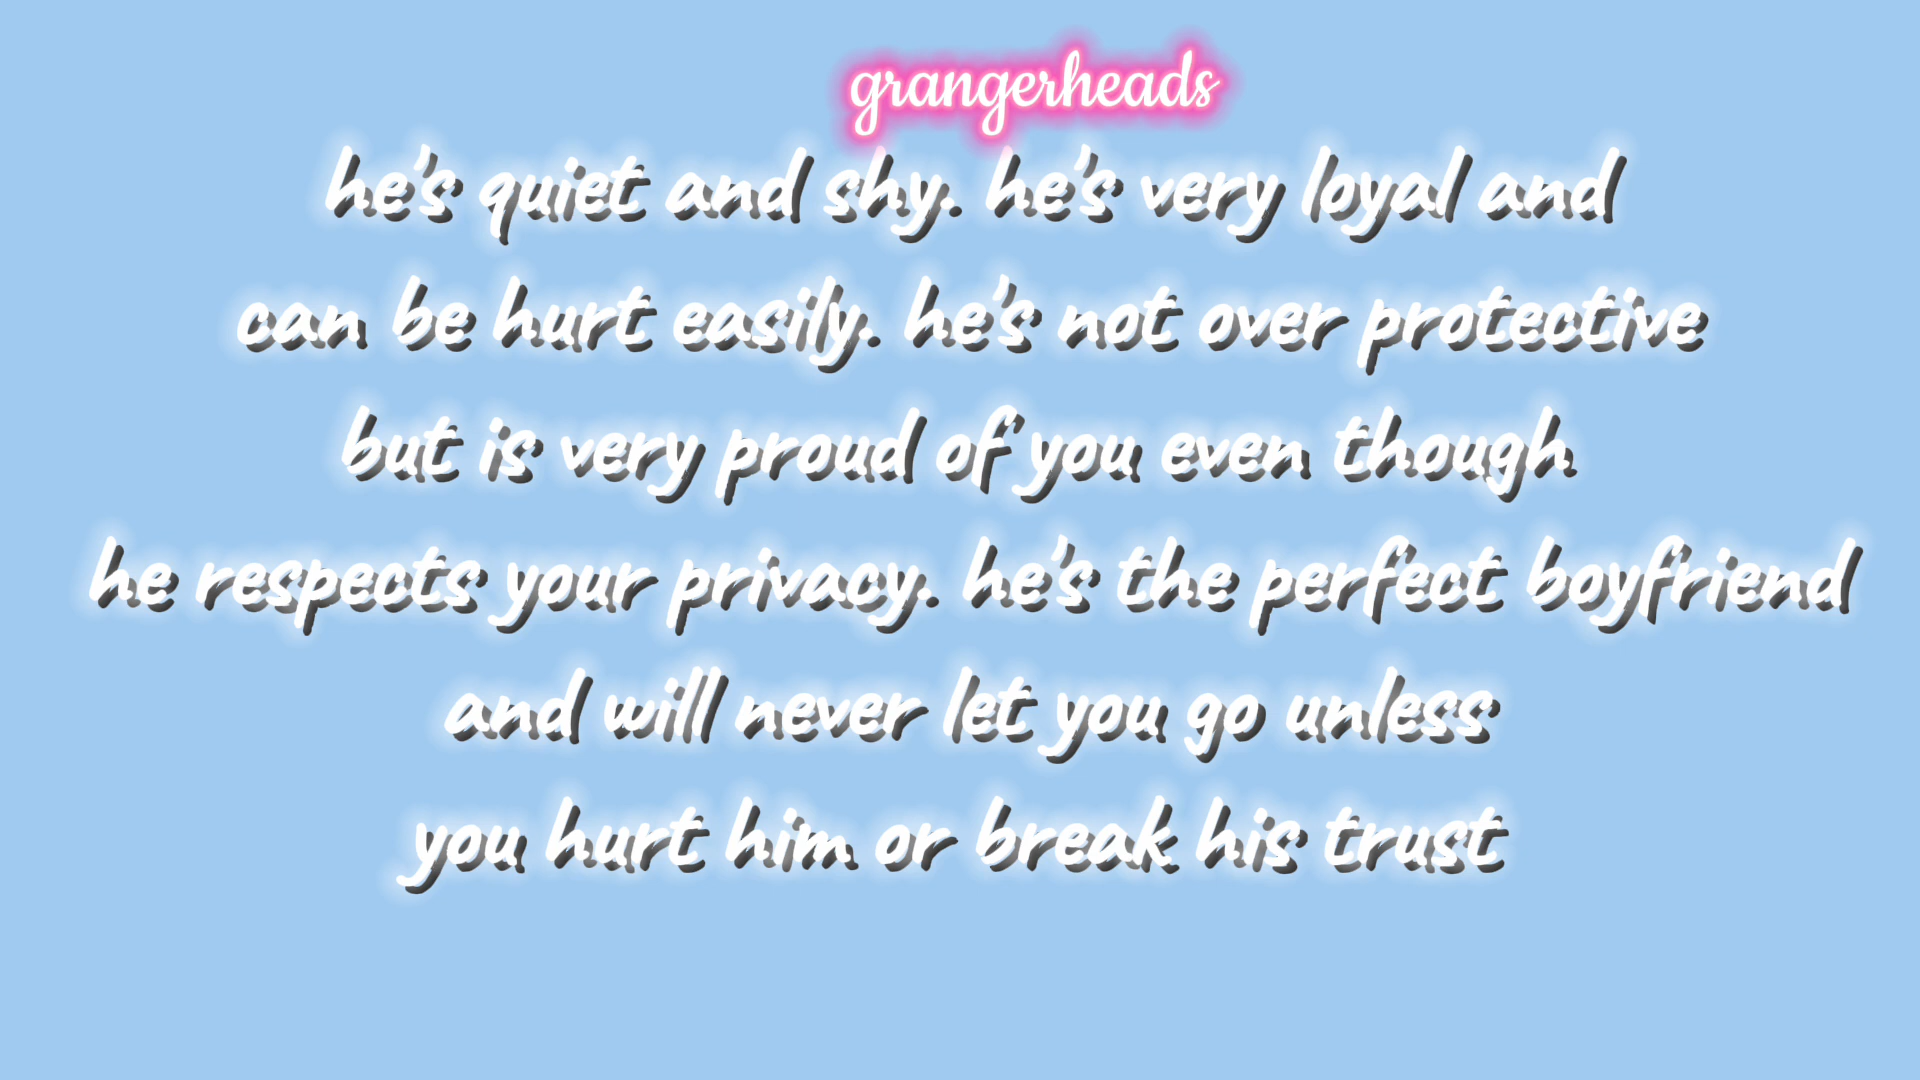 grangerheads
he's quiet and shy. he's very loyal and
can be hurt easily. he's not over protective
but is very proud of you even though
he respects your privacy. he's the perfect boyfriend
and will never let you go unless
you hurt him or break his trust